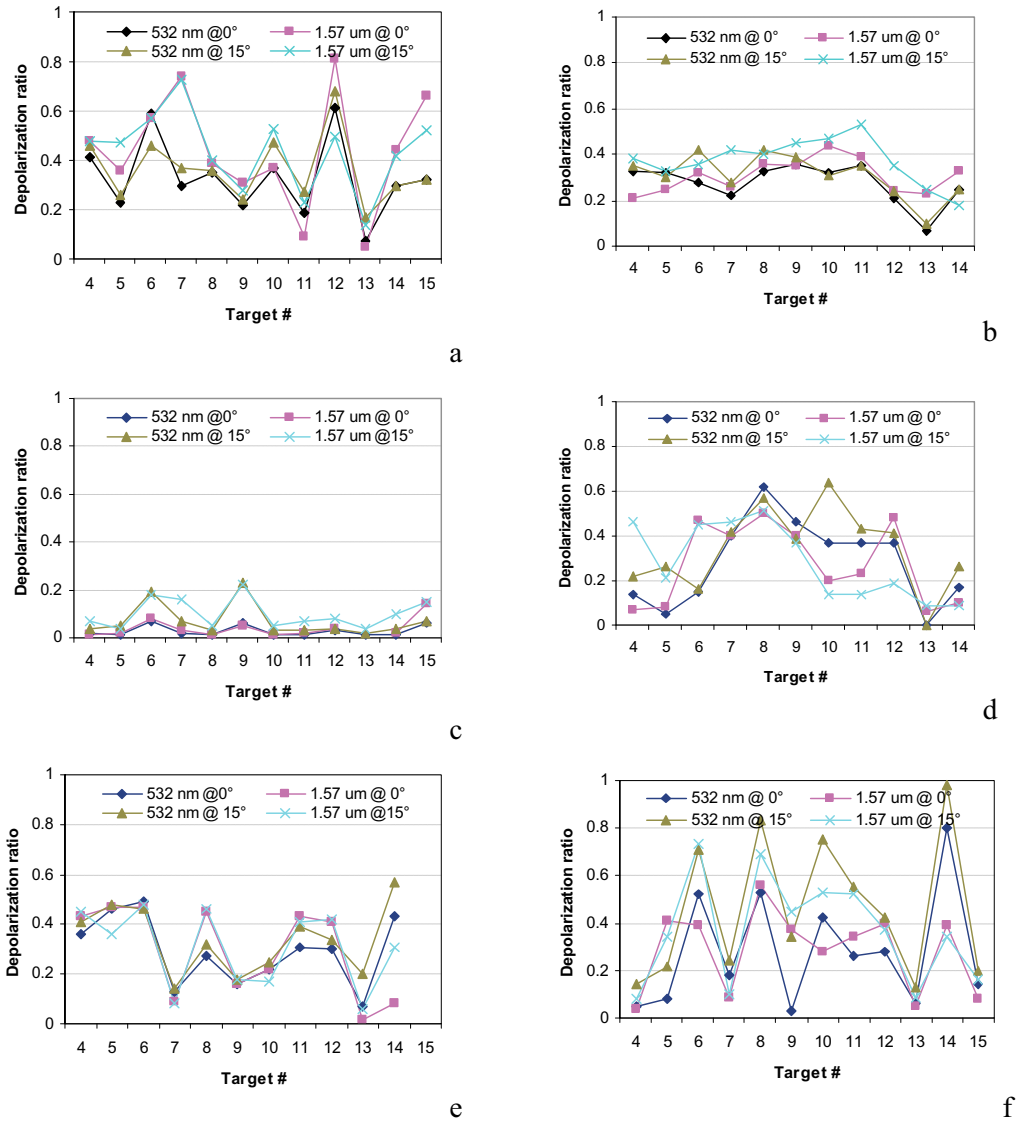 1
0.8
0.6
0.4
0.2
0
Depolarization ratio
532 nm @0° 1.57 um @ 0°
532 nm @ 15° 1.57 um @15°
4 5 6 7 8 9 10 11 12 13 14 15
Target #
a
1
0.8
0.6
0.4
0.2
0
Depolarization ratio
532 nm @ 0° 1.57 um @ 0°
532 nm @ 15° 1.57 um @ 15°
4 5 6 7 8 9 10 11 12 13 14
Target #
b
1
0.8
0.6
0.4
0.2
0
Depolarization ratio
532 nm @0° 1.57 um @ 0°
532 nm @ 15° 1.57 um @15°
4 5 6 7 8 9 10 11 12 13 14 15
Target #
c
1
0.8
0.6
0.4
0.2
0
Depolarization ratio
532 nm @ 0° 1.57 um @ 0°
532 nm @ 15° 1.57 um @ 15°
4 5 6 7 8 9 10 11 12 13 14
Target #
d
1
0.8
0.6
0.4
0.2
0
Depolarization ratio
532 nm @0° 1.57 um @ 0°
532 nm @ 15° 1.57 um @15°
4 5 6 7 8 9 10 11 12 13 14 15
Target #
e
1
0.8
0.6
0.4
0.2
0
Depolarization ratio
532 nm @ 0° 1.57 um @ 0°
532 nm @ 15° 1.57 um @ 15°
4 5 6 7 8 9 10 11 12 13 14 15
Target #
f